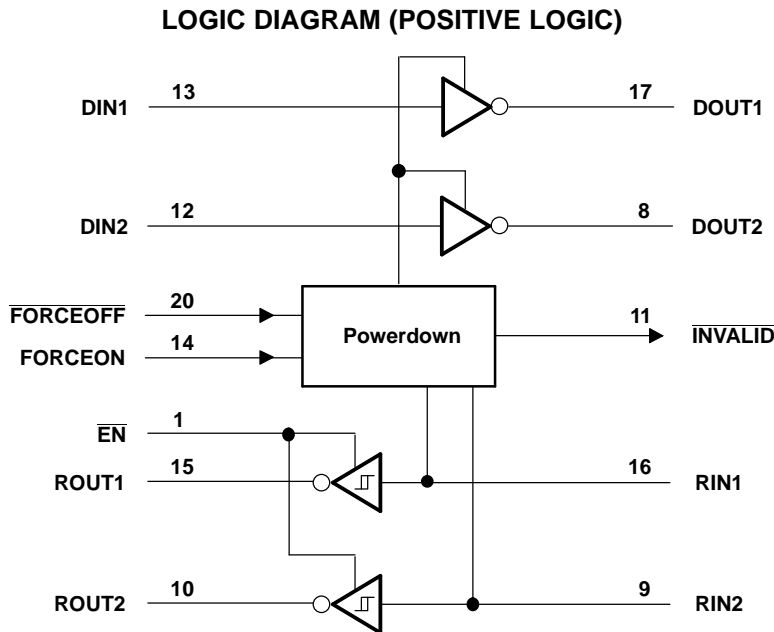 LOGIC DIAGRAM (POSITIVE LOGIC)
DIN1 13 17 DOUT1
DIN2 12 8 DOUT2
FORCEOFF 20 Powerdown 11 INVALID
FORCEON 14
EN 1
ROUT1 15 16 RIN1
ROUT2 10 9 RIN2